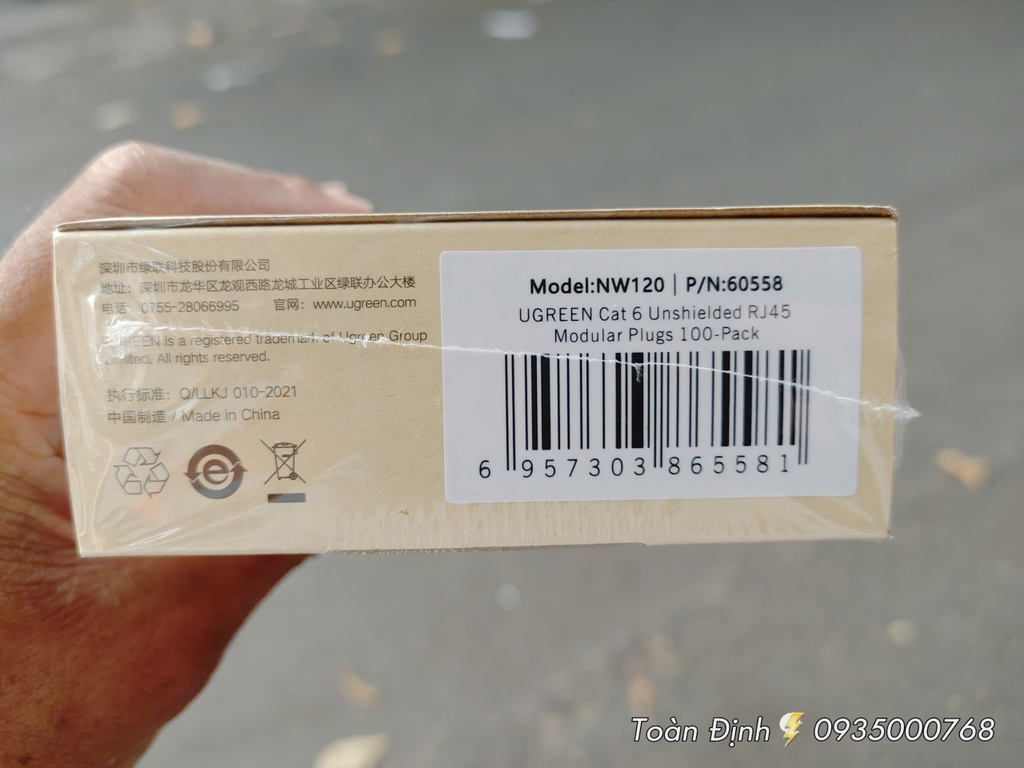 深圳市绿联科技股份有限公司
地址：深圳市龙华区龙观西路龙城工业区绿联办公大楼
电话：0755-28066995 官网：www.ugreen.com
UGREEN is a registered trademark of Ugreen Group
Limited. All rights reserved.
执行标准：Q/LLKJ 010-2021
中国制造 / Made in China
Model:NW120 | P/N:60558
UGREEN Cat 6 Unshielded RJ45
Modular Plugs 100-Pack
6 957303 865581
Toàn Định⚡0935000768